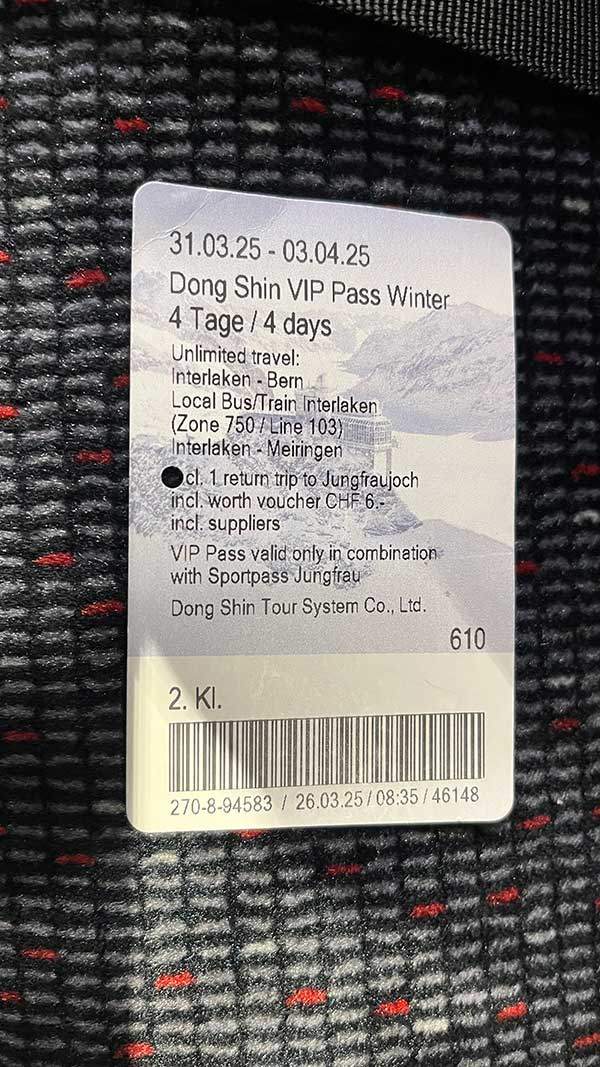 31.03.25 - 03.04.25
Dong Shin VIP Pass Winter
4 Tage / 4 days
Unlimited travel:
Interlaken - Bern
Local Bus/Train Interlaken
(Zone 750 / Line 103)
Interlaken - Meiringen
cl. 1 return trip to Jungfraujoch
incl. worth voucher CHF 6.-
incl. suppliers
VIP Pass valid only in combination
with Sportpass Jungfrau
Dong Shin Tour System Co., Ltd.
610
2. Kl.
270-8-94583 / 26.03.25 / 08:35 / 46148